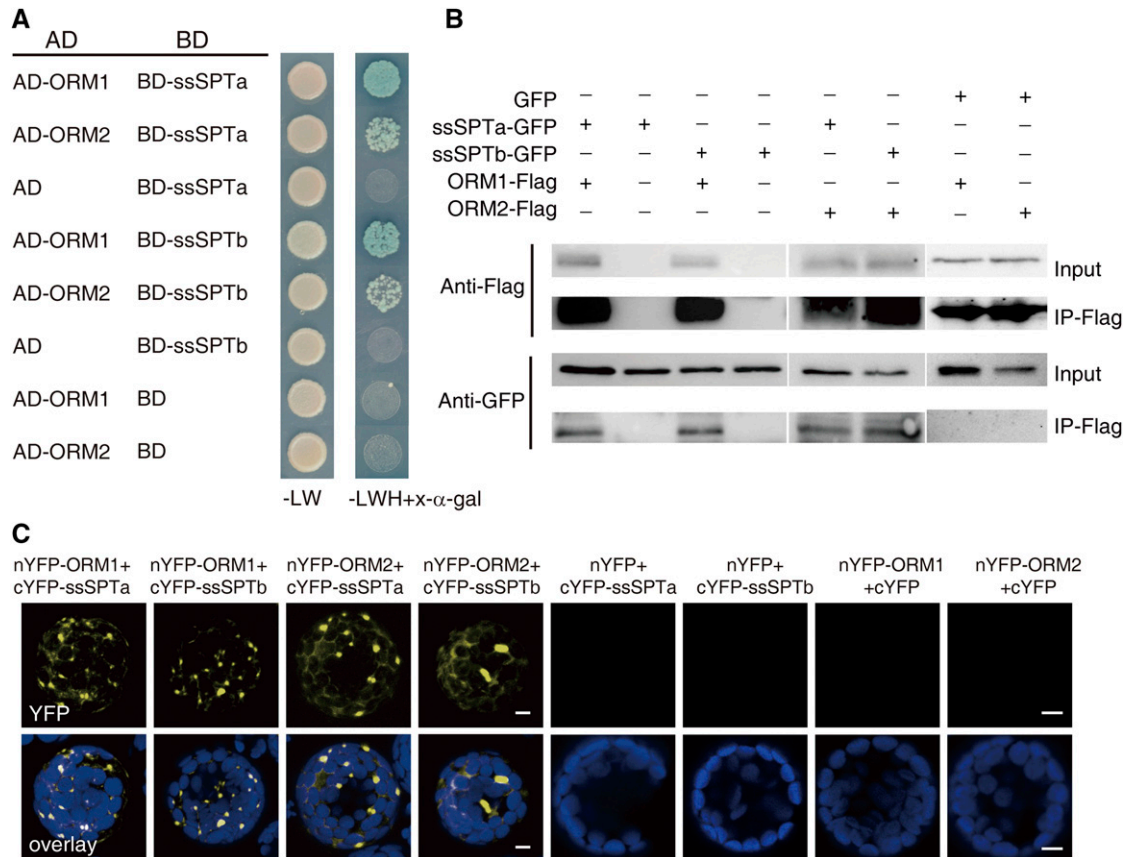 A
AD BD
AD-ORM1 BD-ssSPTa
AD-ORM2 BD-ssSPTa
AD BD-ssSPTa
AD-ORM1 BD-ssSPTb
AD-ORM2 BD-ssSPTb
AD BD-ssSPTb
AD-ORM1 BD
AD-ORM2 BD
-LW -LWH+x-α-gal
B
GFP − − − − − − + +
ssSPTa-GFP + + − − + − − −
ssSPTb-GFP − − + + − + − −
ORM1-Flag + − + − − − + −
ORM2-Flag − − − − + + − +
Anti-Flag
Input
IP-Flag
Anti-GFP
Input
IP-Flag
C
nYFP-ORM1+ nYFP-ORM1+ nYFP-ORM2+ nYFP-ORM2+ nYFP+ nYFP+ nYFP-ORM1 nYFP-ORM2
cYFP-ssSPTa cYFP-ssSPTb cYFP-ssSPTa cYFP-ssSPTb cYFP-ssSPTa cYFP-ssSPTb +cYFP +cYFP
YFP
overlay